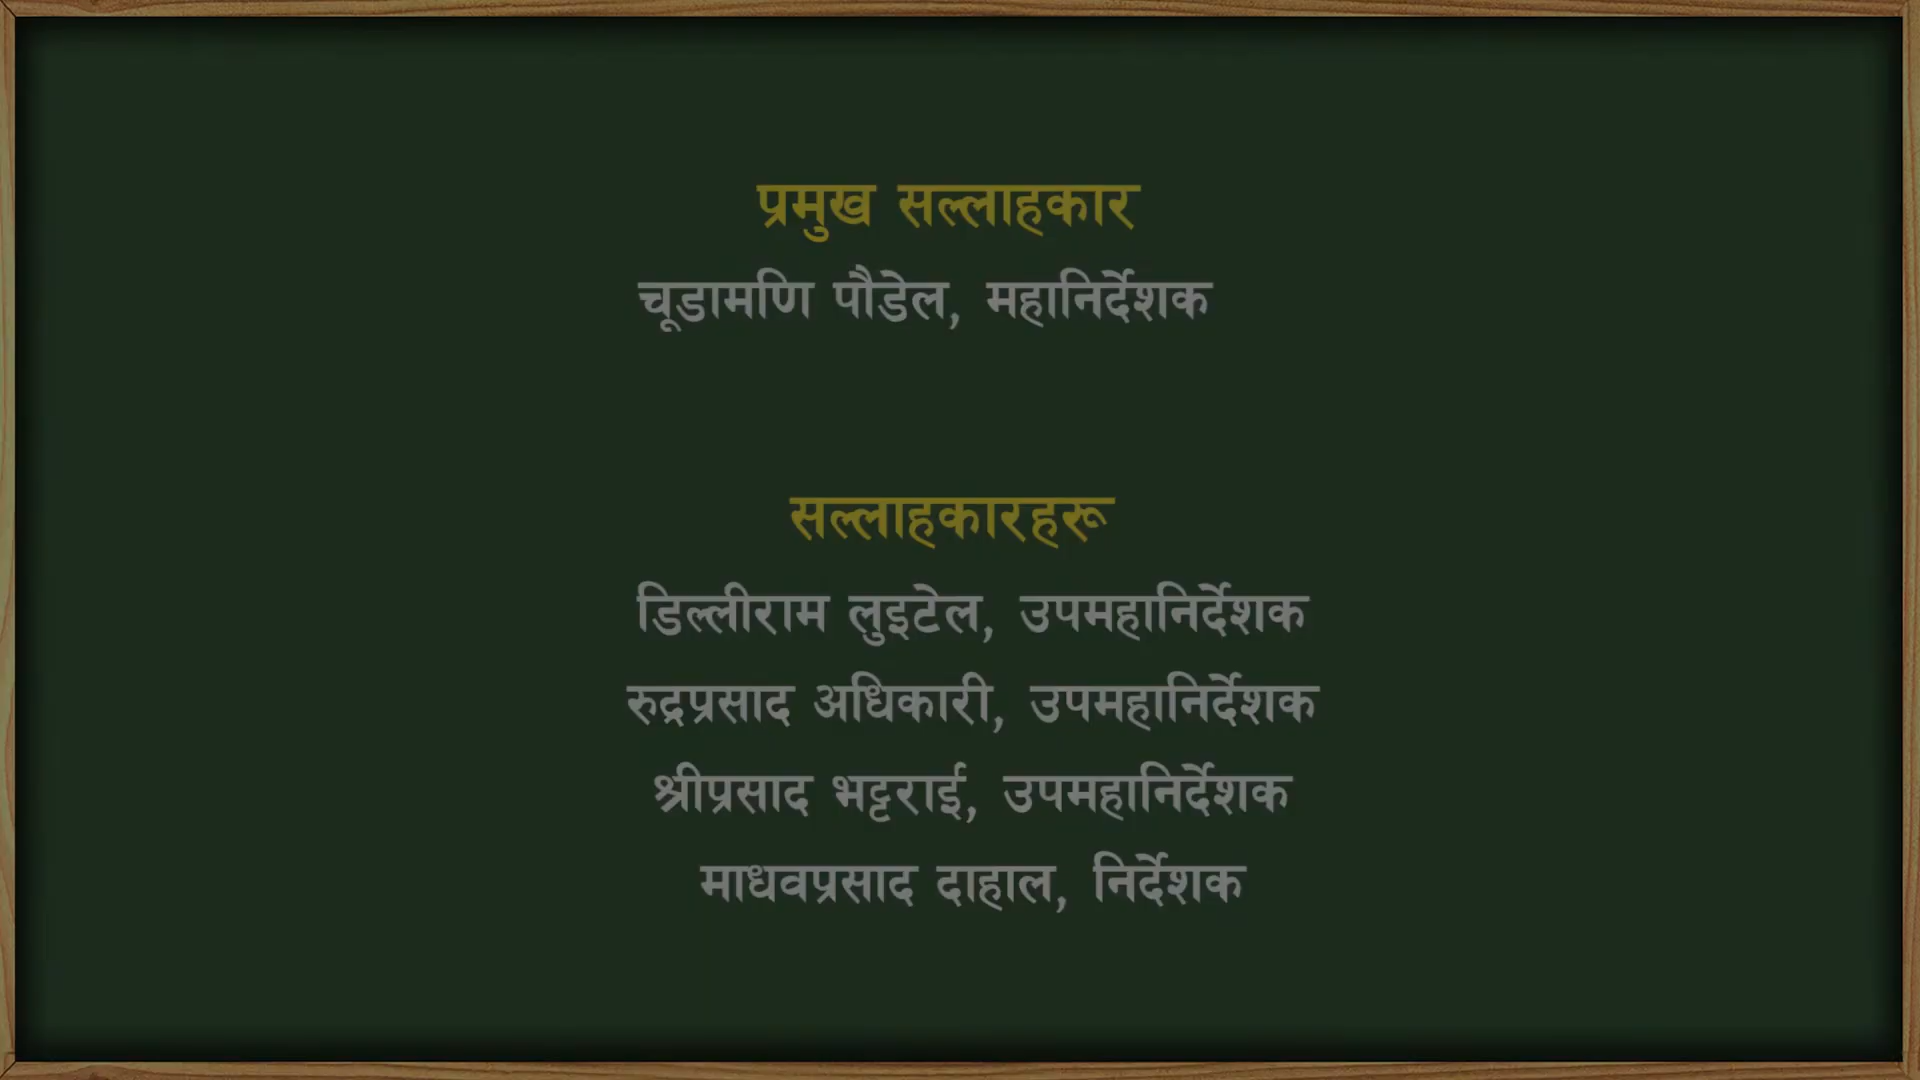 प्रमुख सल्लाहकार
चूडामणि पौडेल, महानिर्देशक
सल्लाहकारहरू
डिल्लीराम लुइटेल, उपमहानिर्देशक
रुद्रप्रसाद अधिकारी, उपमहानिर्देशक
श्रीप्रसाद भट्टराई, उपमहानिर्देशक
माधवप्रसाद दाहाल, निर्देशक